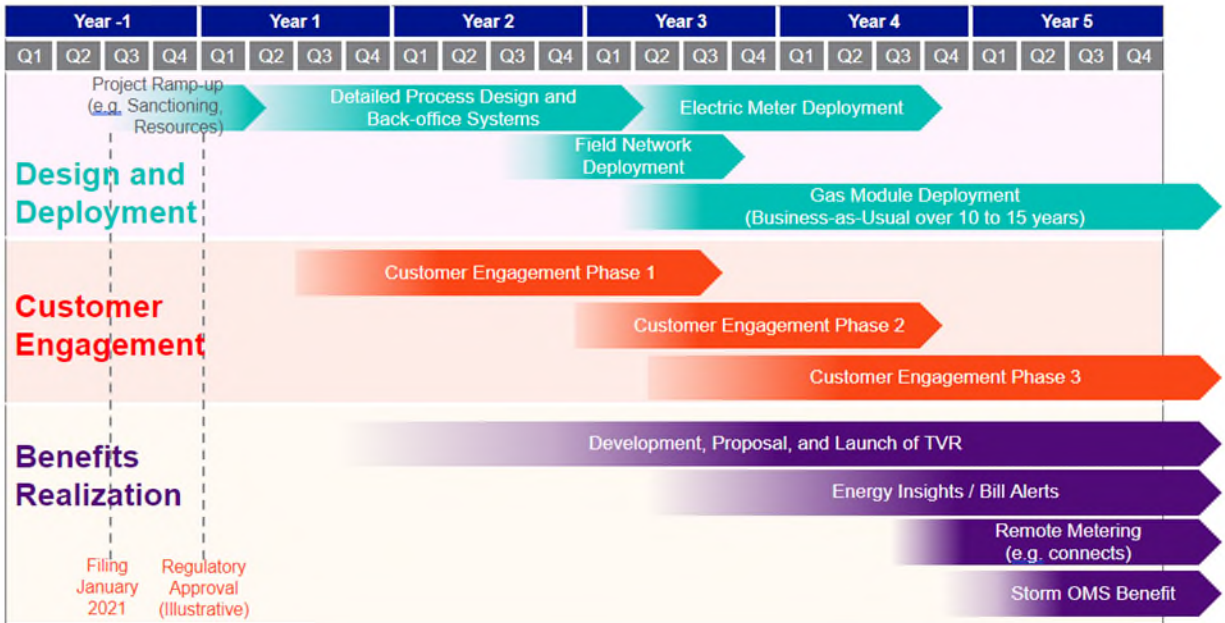 Year -1 Year 1 Year 2 Year 3 Year 4 Year 5
Q1 Q2 Q3 Q4 Q1 Q2 Q3 Q4 Q1 Q2 Q3 Q4 Q1 Q2 Q3 Q4 Q1 Q2 Q3 Q4 Q1 Q2 Q3 Q4
Design and
Deployment
Project Ramp-up
(e.g. Sanctioning,
Resources)
Detailed Process Design and
Back-office Systems
Electric Meter Deployment
Field Network
Deployment
Gas Module Deployment
(Business-as-Usual over 10 to 15 years)
Customer
Engagement
Customer Engagement Phase 1
Customer Engagement Phase 2
Customer Engagement Phase 3
Benefits
Realization
Development, Proposal, and Launch of TVR
Energy Insights / Bill Alerts
Remote Metering
(e.g. connects)
Storm OMS Benefit
Filing
January
2021
Regulatory
Approval
(Illustrative)